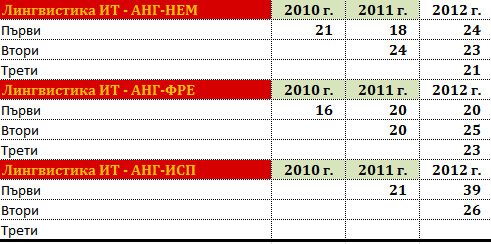 Лингвистика ИТ - АНГ-НЕМ 2010 г. 2011 г. 2012 г.
Първи 21 18 24
Втори 24 23
Трети 21
Лингвистика ИТ - АНГ-ФРЕ 2010 г. 2011 г. 2012 г.
Първи 16 20 20
Втори 20 25
Трети 23
Лингвистика ИТ - АНГ-ИСП 2010 г. 2011 г. 2012 г.
Първи 21 39
Втори 26
Трети